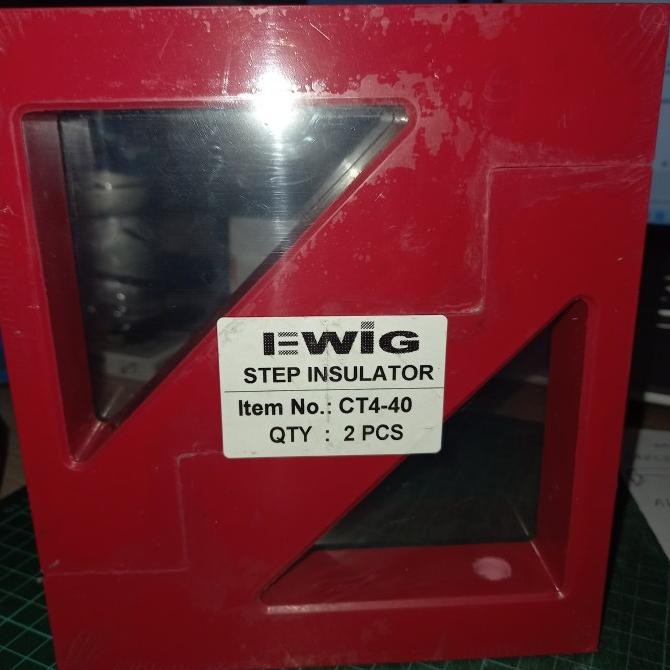 EWiG
STEP INSULATOR
Item No.: CT4-40
QTY : 2 PCS